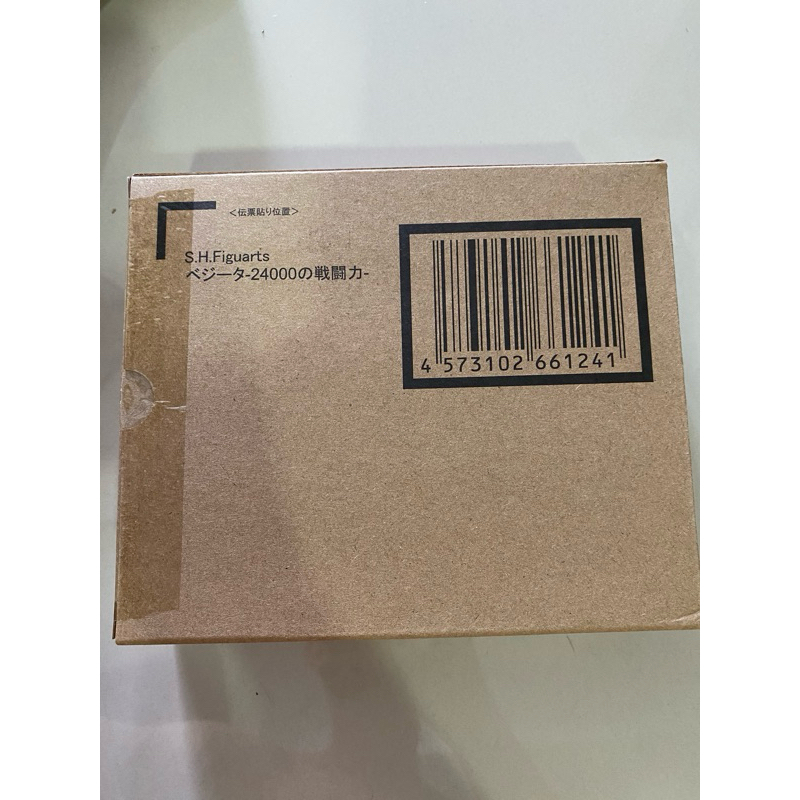 <伝票貼り位置>
S.H.Figuarts
ベジータ-24000の戦闘力-
4 573102 661241